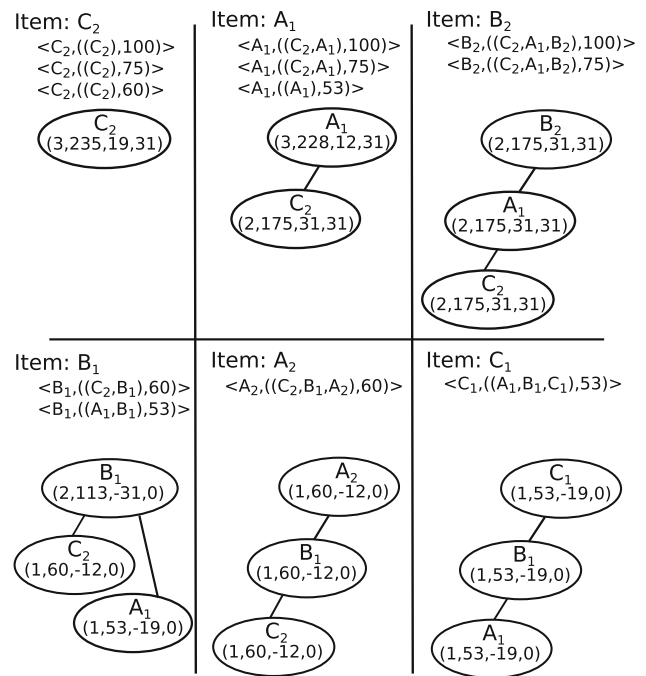 Item: C₂
<C₂,((C₂),100)>
<C₂,((C₂),75)>
<C₂,((C₂),60)>
C₂
(3,235,19,31)
Item: A₁
<A₁,((C₂,A₁),100)>
<A₁,((C₂,A₁),75)>
<A₁,((A₁),53)>
A₁
(3,228,12,31)
C₂
(2,175,31,31)
Item: B₂
<B₂,((C₂,A₁,B₂),100)>
<B₂,((C₂,A₁,B₂),75)>
B₂
(2,175,31,31)
A₁
(2,175,31,31)
C₂
(2,175,31,31)
Item: B₁
<B₁,((C₂,B₁),60)>
<B₁,((A₁,B₁),53)>
B₁
(2,113,-31,0)
C₂
(1,60,-12,0)
A₁
(1,53,-19,0)
Item: A₂
<A₂,((C₂,B₁,A₂),60)>
A₂
(1,60,-12,0)
B₁
(1,60,-12,0)
C₂
(1,60,-12,0)
Item: C₁
<C₁,((A₁,B₁,C₁),53)>
C₁
(1,53,-19,0)
B₁
(1,53,-19,0)
A₁
(1,53,-19,0)